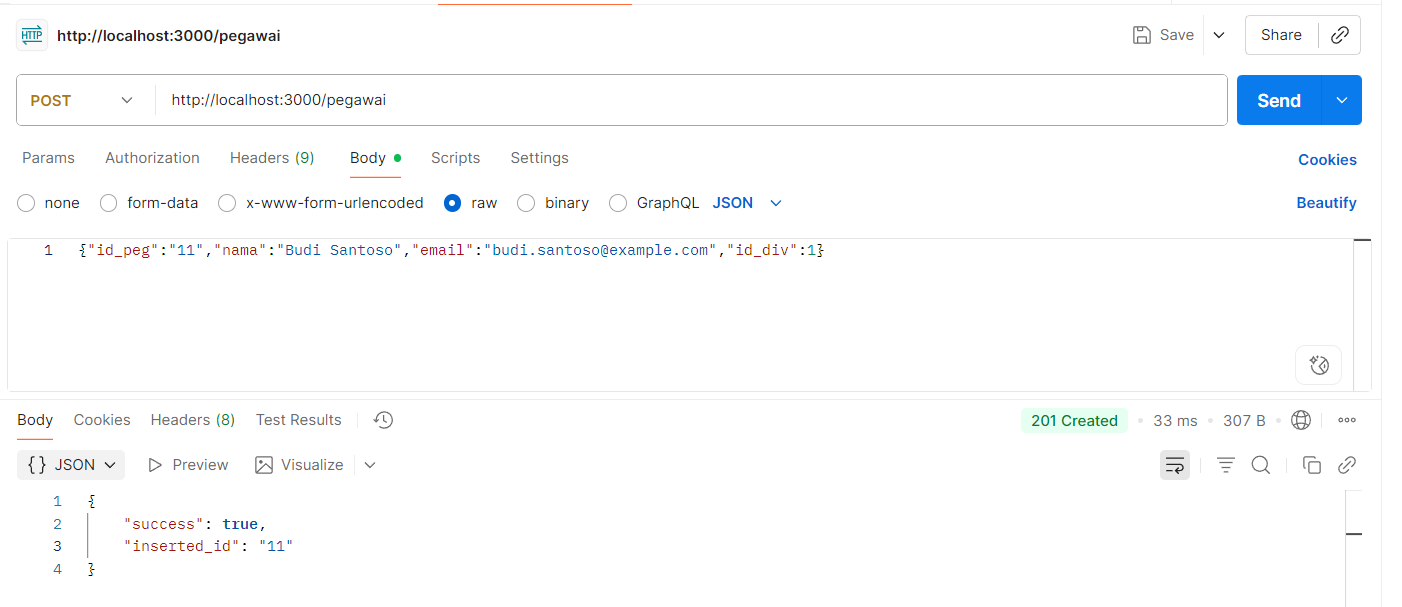 HTTP http://localhost:3000/pegawai Save Share
POST http://localhost:3000/pegawai Send
Params Authorization Headers (9) Body Scripts Settings Cookies
none form-data x-www-form-urlencoded raw binary GraphQL JSON Beautify
1 {"id_peg":"11","nama":"Budi Santoso","email":"budi.santoso@example.com","id_div":1}
Body Cookies Headers (8) Test Results 201 Created 33 ms 307 B
{} JSON Preview Visualize
1 {
2 "success": true,
3 "inserted_id": "11"
4 }